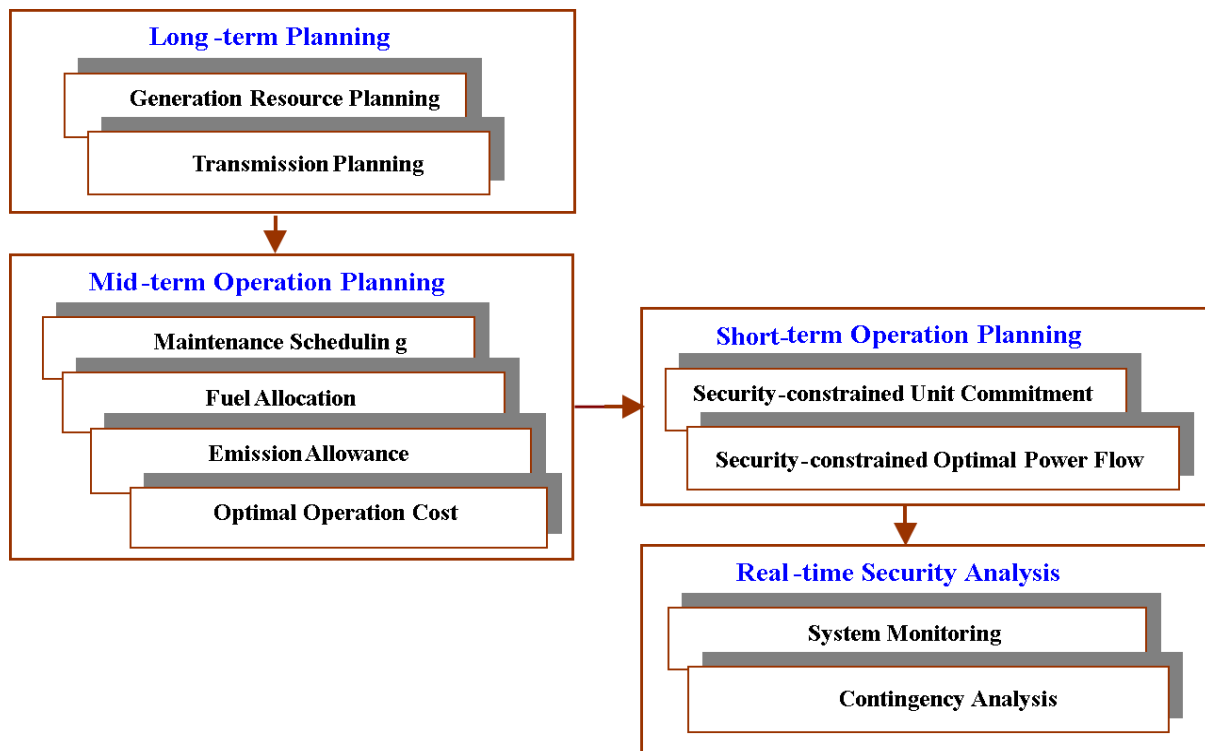 Long-term Planning
Generation Resource Planning
Transmission Planning
Mid-term Operation Planning
Maintenance Schedulin g
Fuel Allocation
Emission Allowance
Optimal Operation Cost
Short-term Operation Planning
Security-constrained Unit Commitment
Security-constrained Optimal Power Flow
Real-time Security Analysis
System Monitoring
Contingency Analysis